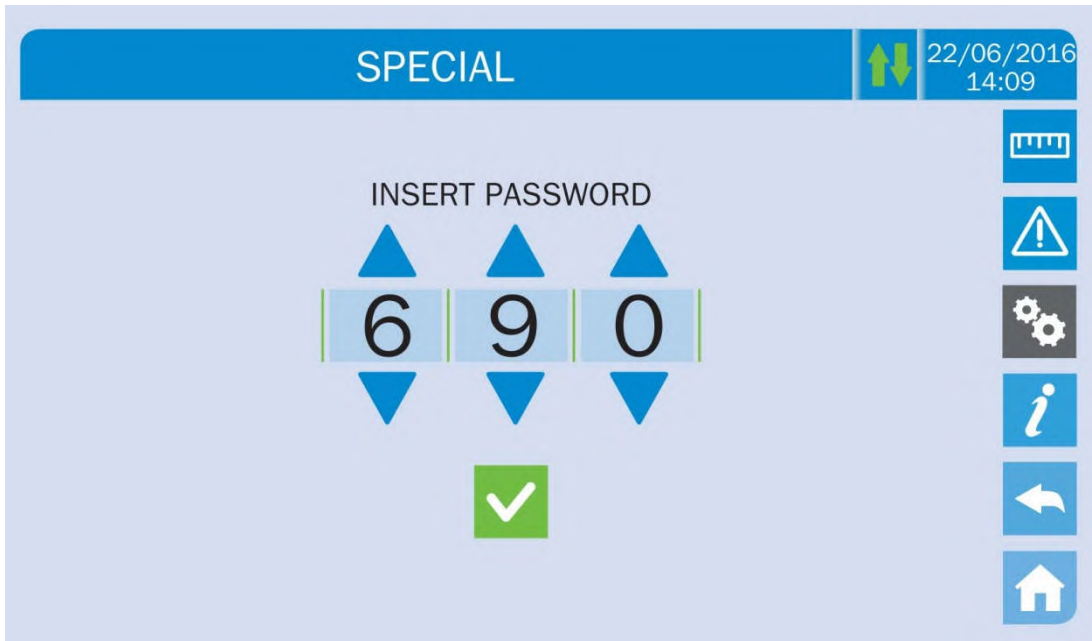 SPECIAL
22/06/2016
14:09
INSERT PASSWORD
6 9 0
i